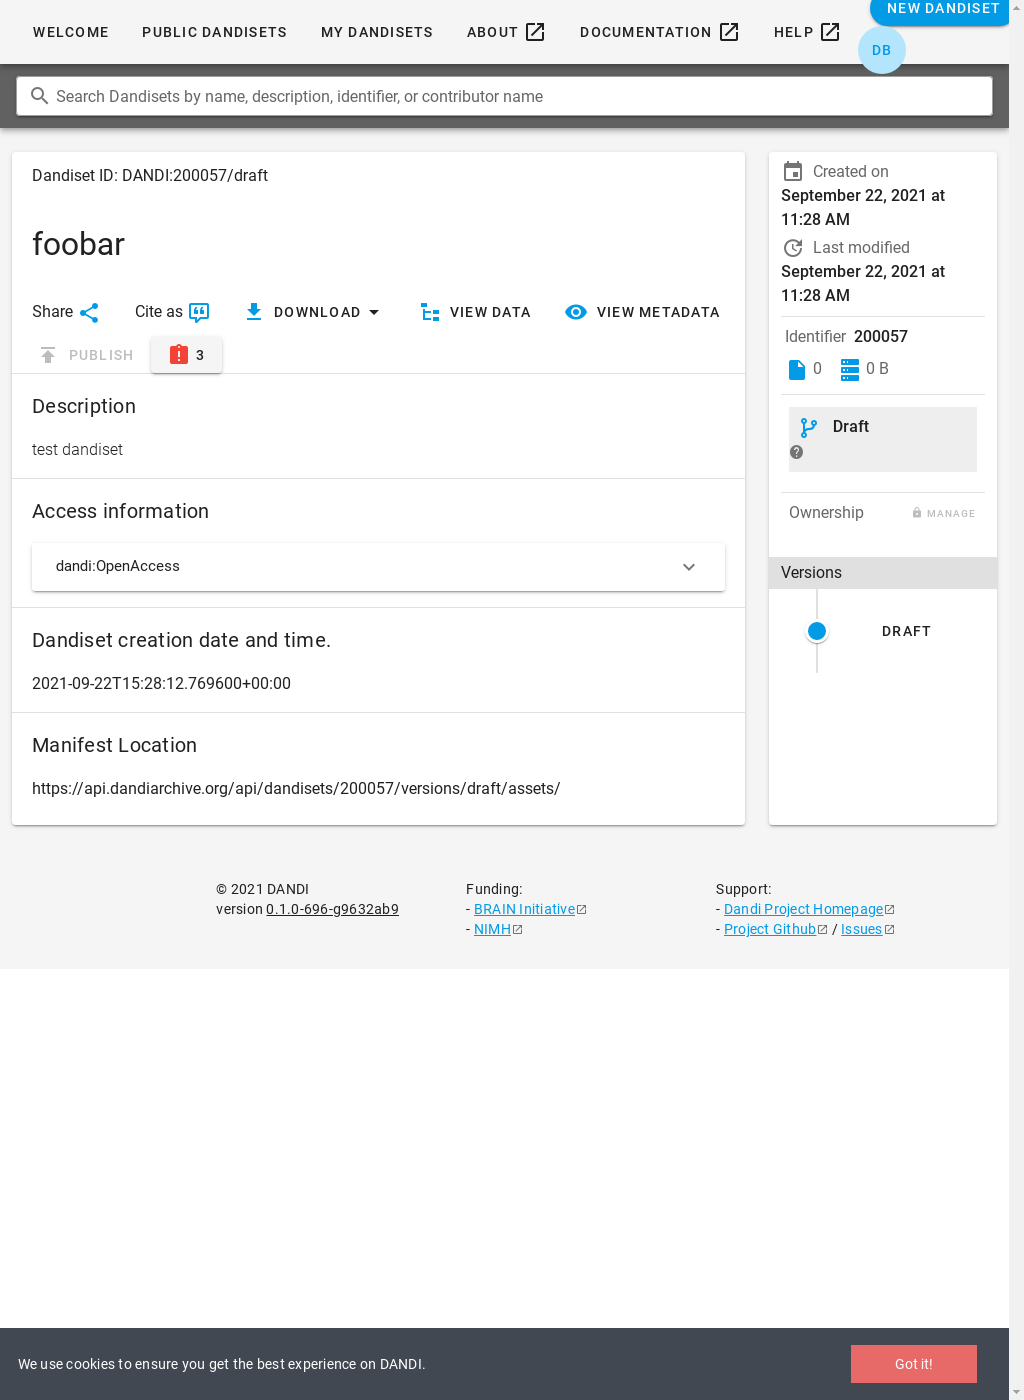 WELCOME PUBLIC DANDISETS MY DANDISETS ABOUT DOCUMENTATION HELP NEW DANDISET
DB
Search Dandisets by name, description, identifier, or contributor name
Dandiset ID: DANDI:200057/draft
foobar
Share Cite as DOWNLOAD VIEW DATA VIEW METADATA
PUBLISH 3
Description
test dandiset
Access information
dandi:OpenAccess
Dandiset creation date and time.
2021-09-22T15:28:12.769600+00:00
Manifest Location
https://api.dandiarchive.org/api/dandisets/200057/versions/draft/assets/
Created on
September 22, 2021 at
11:28 AM
Last modified
September 22, 2021 at
11:28 AM
Identifier 200057
0 0 B
Draft
Ownership MANAGE
Versions
DRAFT
© 2021 DANDI
version 0.1.0-696-g9632ab9
Funding:
- BRAIN Initiative
- NIMH
Support:
- Dandi Project Homepage
- Project Github / Issues
We use cookies to ensure you get the best experience on DANDI.
Got it!